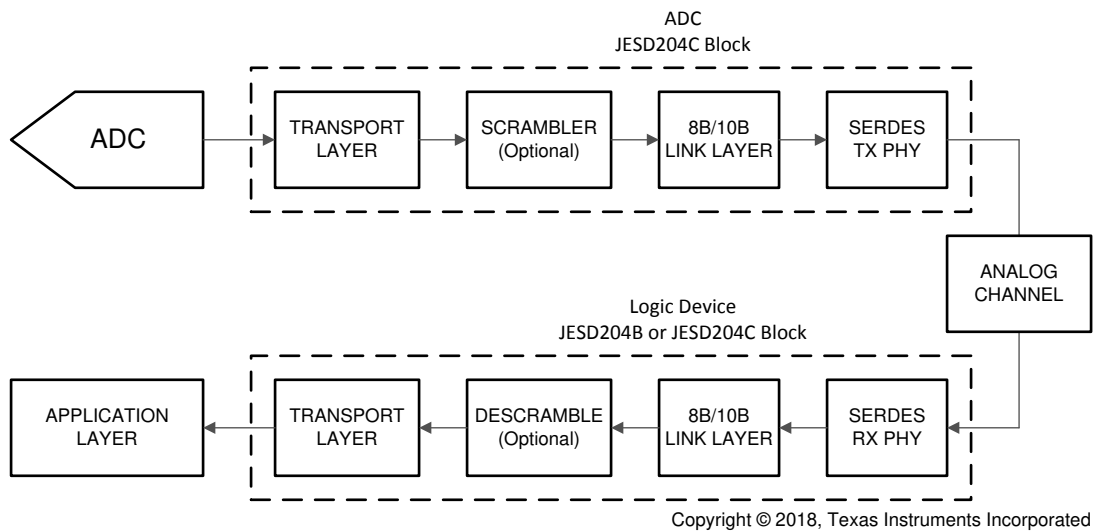 ADC
JESD204C Block
ADC
TRANSPORT
LAYER
SCRAMBLER
(Optional)
8B/10B
LINK LAYER
SERDES
TX PHY
ANALOG
CHANNEL
Logic Device
JESD204B or JESD204C Block
APPLICATION
LAYER
TRANSPORT
LAYER
DESCRAMBLE
(Optional)
8B/10B
LINK LAYER
SERDES
RX PHY
Copyright © 2018, Texas Instruments Incorporated